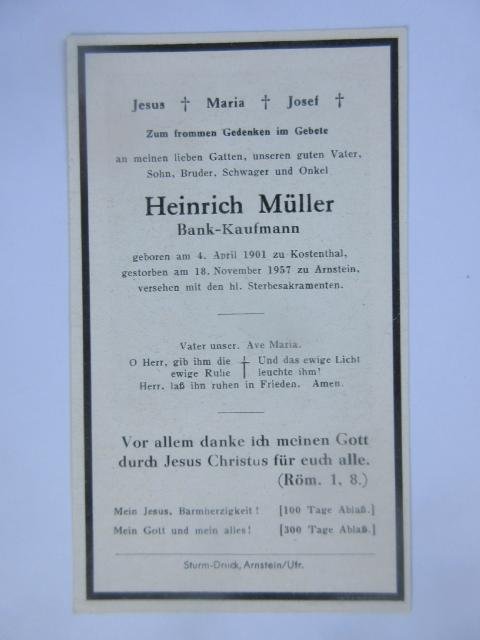 Jesus † Maria † Josef †
Zum frommen Gedenken im Gebete
an meinen lieben Gatten, unseren guten Vater,
Sohn, Bruder, Schwager und Onkel
Heinrich Müller
Bank-Kaufmann
geboren am 4. April 1901 zu Kostenthal,
gestorben am 18. November 1957 zu Arnstein,
versehen mit den hl. Sterbesakramenten.
Vater unser. Ave Maria.
O Herr, gib ihm die † Und das ewige Licht
ewige Ruhe leuchte ihm!
Herr, laß ihn ruhen in Frieden. Amen.
Vor allem danke ich meinen Gott
durch Jesus Christus für euch alle.
(Röm. 1, 8.)
Mein Jesus, Barmherzigkeit! [100 Tage Ablaß.]
Mein Gott und mein alles! [300 Tage Ablaß.]
Sturm-Druck, Arnstein/Ufr.